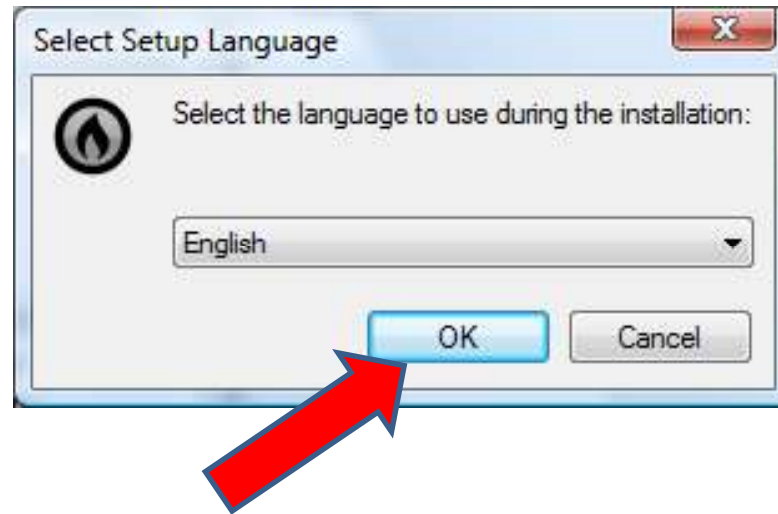 Select Setup Language
Select the language to use during the installation:
English
OK
Cancel